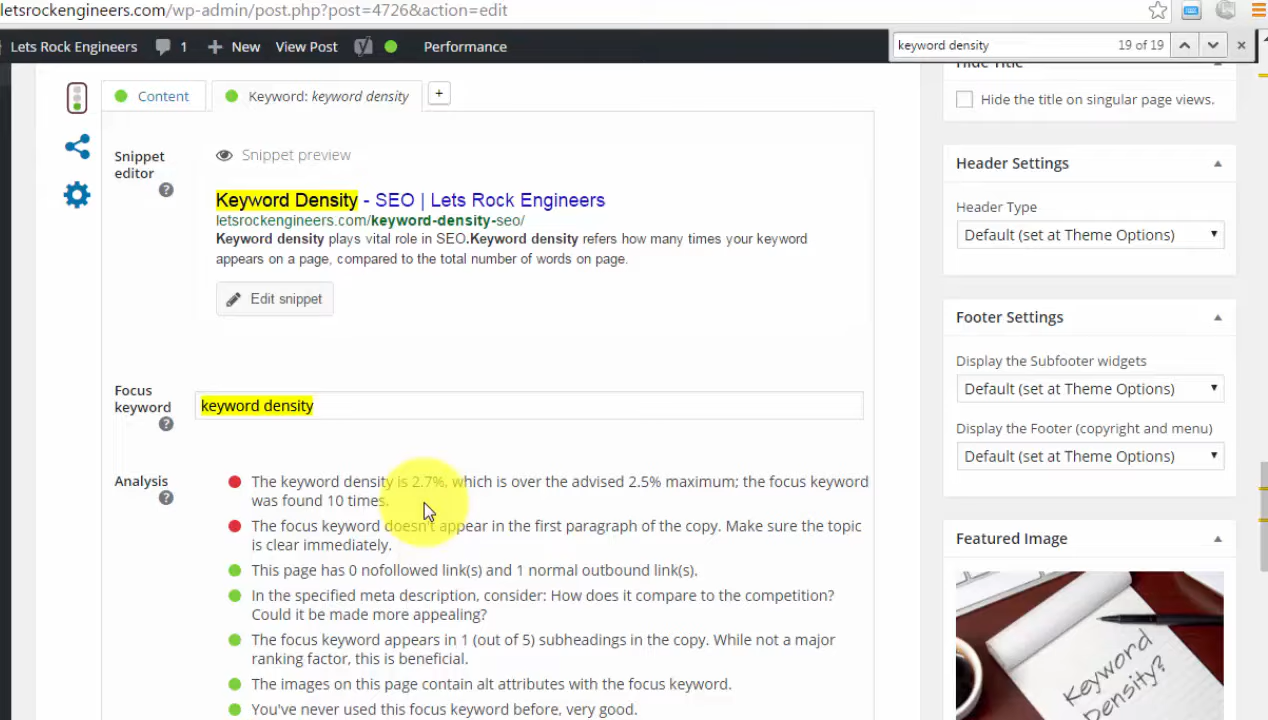 letsrockengineers.com/wp-admin/post.php?post=4726&action=edit
Lets Rock Engineers 1 New View Post Performance
keyword density 19 of 19
Content
Keyword: keyword density
+
Snippet editor
Snippet preview
Keyword Density - SEO | Lets Rock Engineers
letsrockengineers.com/keyword-density-seo/
Keyword density plays vital role in SEO.Keyword density refers how many times your keyword
appears on a page, compared to the total number of words on page.
Edit snippet
Focus keyword
keyword density
Analysis
The keyword density is 2.7%, which is over the advised 2.5% maximum; the focus keyword
was found 10 times.
The focus keyword doesn't appear in the first paragraph of the copy. Make sure the topic
is clear immediately.
This page has 0 nofollowed link(s) and 1 normal outbound link(s).
In the specified meta description, consider: How does it compare to the competition?
Could it be made more appealing?
The focus keyword appears in 1 (out of 5) subheadings in the copy. While not a major
ranking factor, this is beneficial.
The images on this page contain alt attributes with the focus keyword.
You've never used this focus keyword before, very good.
Hide Title
Hide the title on singular page views.
Header Settings
Header Type
Default (set at Theme Options)
Footer Settings
Display the Subfooter widgets
Default (set at Theme Options)
Display the Footer (copyright and menu)
Default (set at Theme Options)
Featured Image
Keyword
Density?